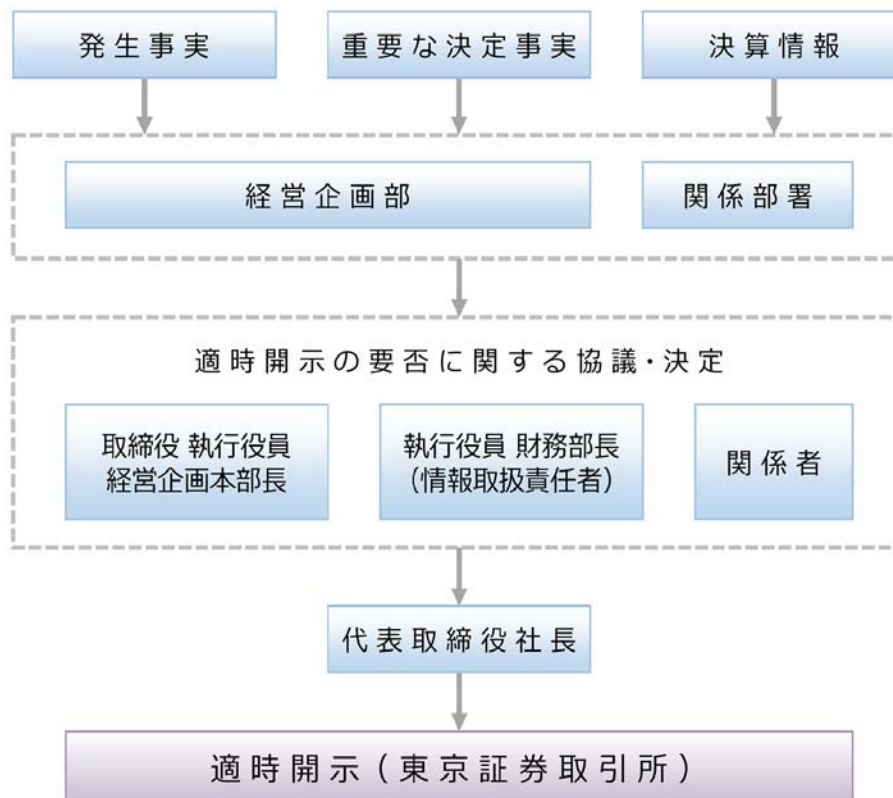 発生事実
重要な決定事実
決算情報
経営企画部
関係部署
適時開示の要否に関する協議・決定
取締役 執行役員
経営企画本部長
執行役員 財務部長
（情報取扱責任者）
関係者
代表取締役社長
適時開示（東京証券取引所）